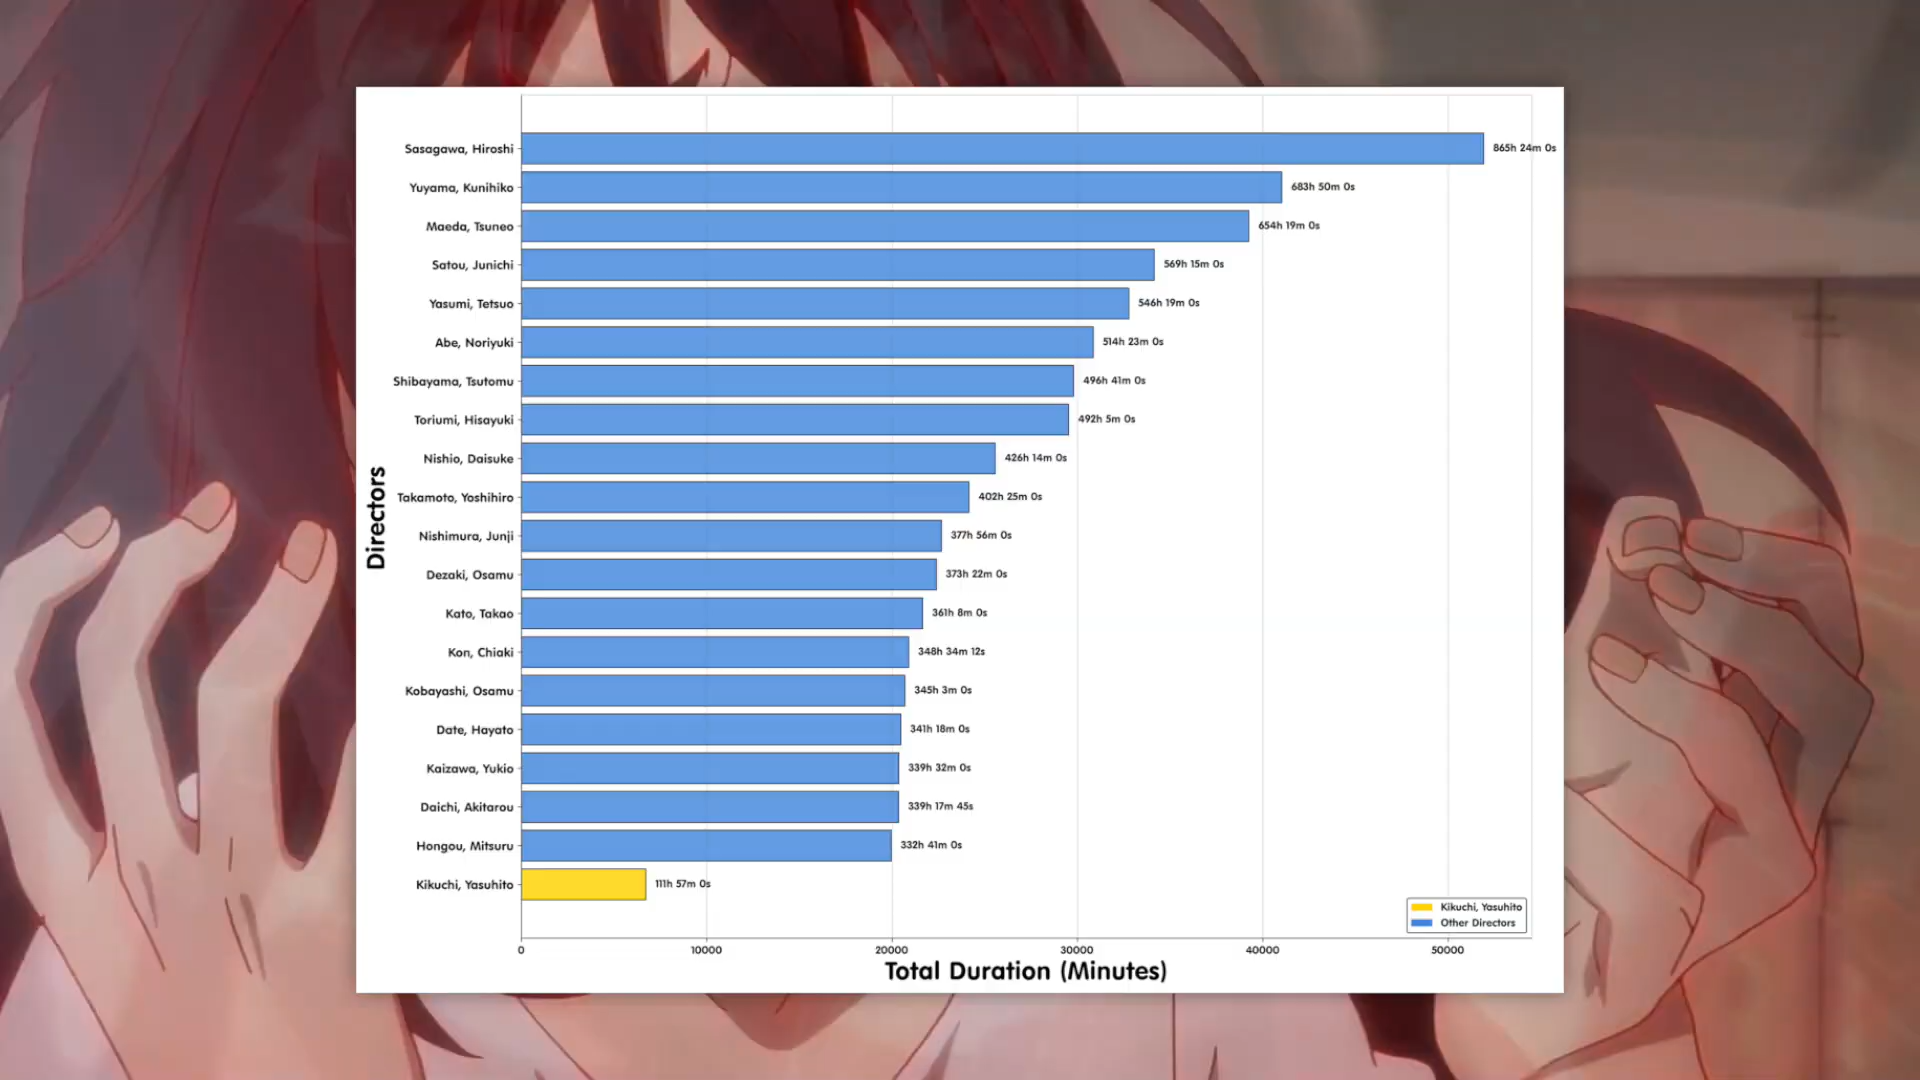 Sasagawa, Hiroshi 865h 24m 0s
Yuyama, Kunihiko 683h 50m 0s
Maeda, Tsuneo 654h 19m 0s
Satou, Junichi 569h 15m 0s
Yasumi, Tetsuo 546h 19m 0s
Abe, Noriyuki 514h 23m 0s
Shibayama, Tsutomu 496h 41m 0s
Toriumi, Hisayuki 492h 5m 0s
Nishio, Daisuke 426h 14m 0s
Takamoto, Yoshihiro 402h 25m 0s
Nishimura, Junji 377h 56m 0s
Dezaki, Osamu 373h 22m 0s
Kato, Takao 361h 8m 0s
Kon, Chiaki 348h 34m 12s
Kobayashi, Osamu 345h 3m 0s
Date, Hayato 341h 18m 0s
Kaizawa, Yukio 339h 32m 0s
Daichi, Akitarou 339h 17m 45s
Hongou, Mitsuru 332h 41m 0s
Kikuchi, Yasuhito 111h 57m 0s
Directors
Kikuchi, Yasuhito
Other Directors
0 10000 20000 30000 40000 50000
Total Duration (Minutes)